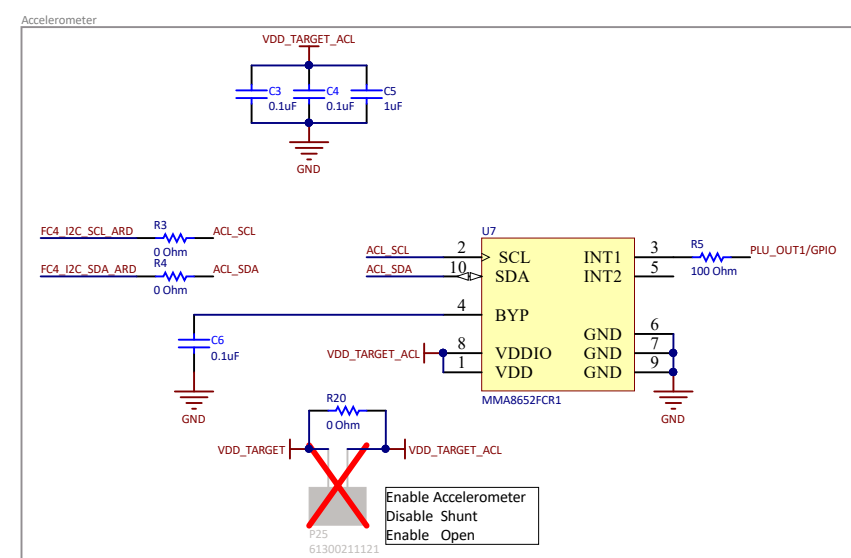 Accelerometer
VDD_TARGET_ACL
C3
0.1uF
C4
0.1uF
C5
1uF
GND
FC4_I2C_SCL_ARD
R3
0 Ohm
ACL_SCL
FC4_I2C_SDA_ARD
R4
0 Ohm
ACL_SDA
U7
ACL_SCL
2
SCL
INT1
3
R5
100 Ohm
PLU_OUT1/GPIO
ACL_SDA
10
SDA
INT2
5
4
BYP
C6
0.1uF
GND
6
GND
VDD_TARGET_ACL
8
VDDIO
GND
7
1
VDD
GND
9
MMA8652FCR1
GND
R20
0 Ohm
VDD_TARGET
VDD_TARGET_ACL
P25
61300211121
Enable Accelerometer
Disable Shunt
Enable Open